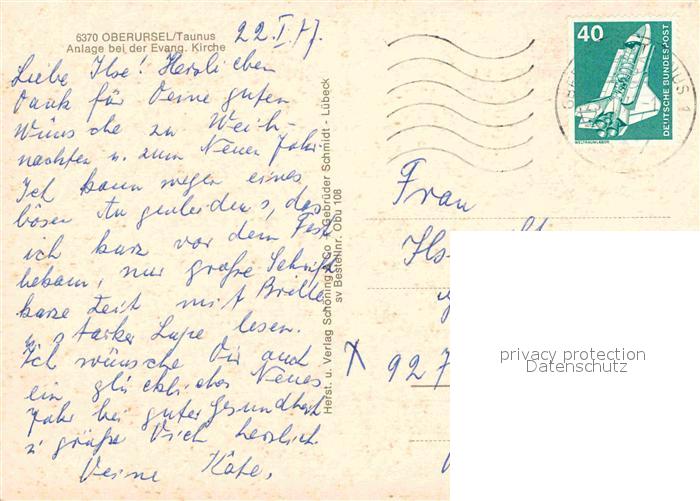 6370 OBERURSEL/Taunus
Anlage bei der Evang. Kirche
22.I.77.
Liebe Ilse! Herzlichen
Dank für Deine guten
Wünsche zu Weih-
nachten u. zum Neuen Jahr.
Ich kann wegen eines
bösen Augenleidens, das
ich kurz vor dem Fest
bekam, nur große Schrift
kurze Zeit mit Brille
u. starker Lupe lesen.
Ich wünsche Dir auch
ein glückliches Neues
Jahr bei guter Gesundheit
u. grüße Dich herzlich.
Deine Käte.
Herst. u. Verlag Schöning & Co · Gebrüder Schmidt - Lübeck
sv Bestellnr. Obu 108
40
DEUTSCHE BUNDESPOST
WELTRAUMLABOR
Frau
927
privacy protection
Datenschutz